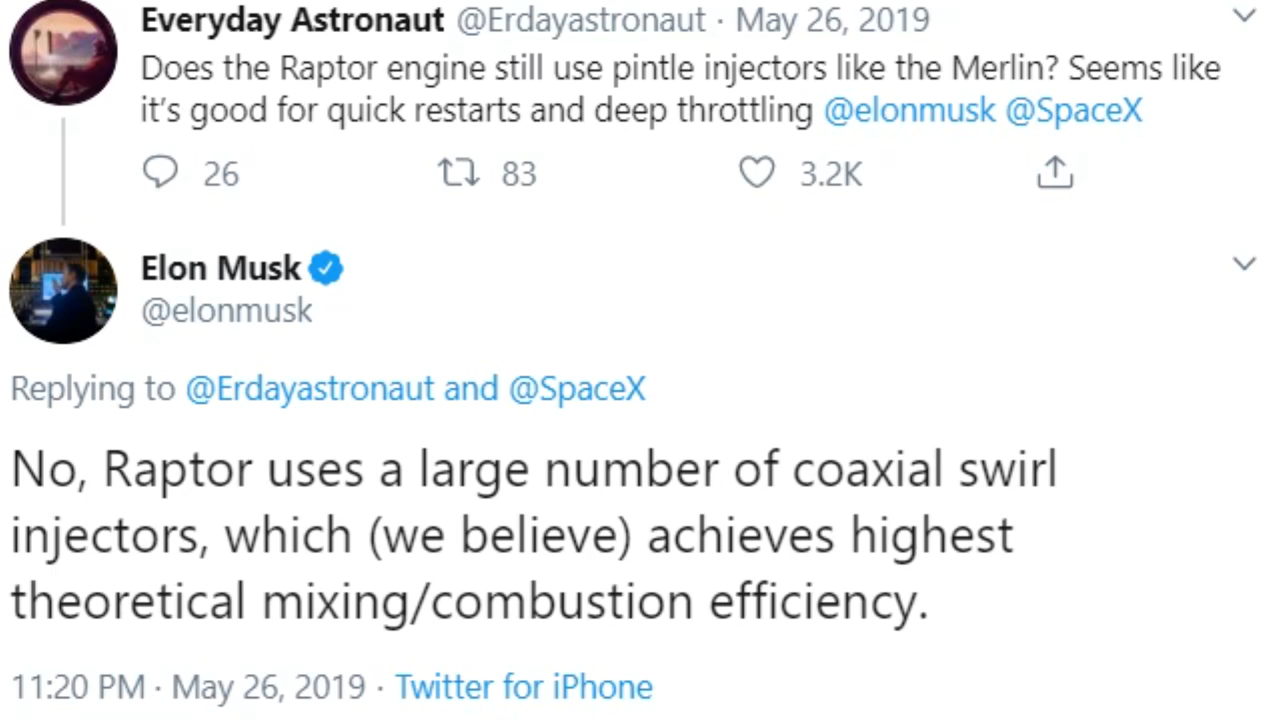 Everyday Astronaut @Erdayastronaut · May 26, 2019
Does the Raptor engine still use pintle injectors like the Merlin? Seems like
it's good for quick restarts and deep throttling @elonmusk @SpaceX
26 83 3.2K
Elon Musk
@elonmusk
Replying to @Erdayastronaut and @SpaceX
No, Raptor uses a large number of coaxial swirl
injectors, which (we believe) achieves highest
theoretical mixing/combustion efficiency.
11:20 PM · May 26, 2019 · Twitter for iPhone